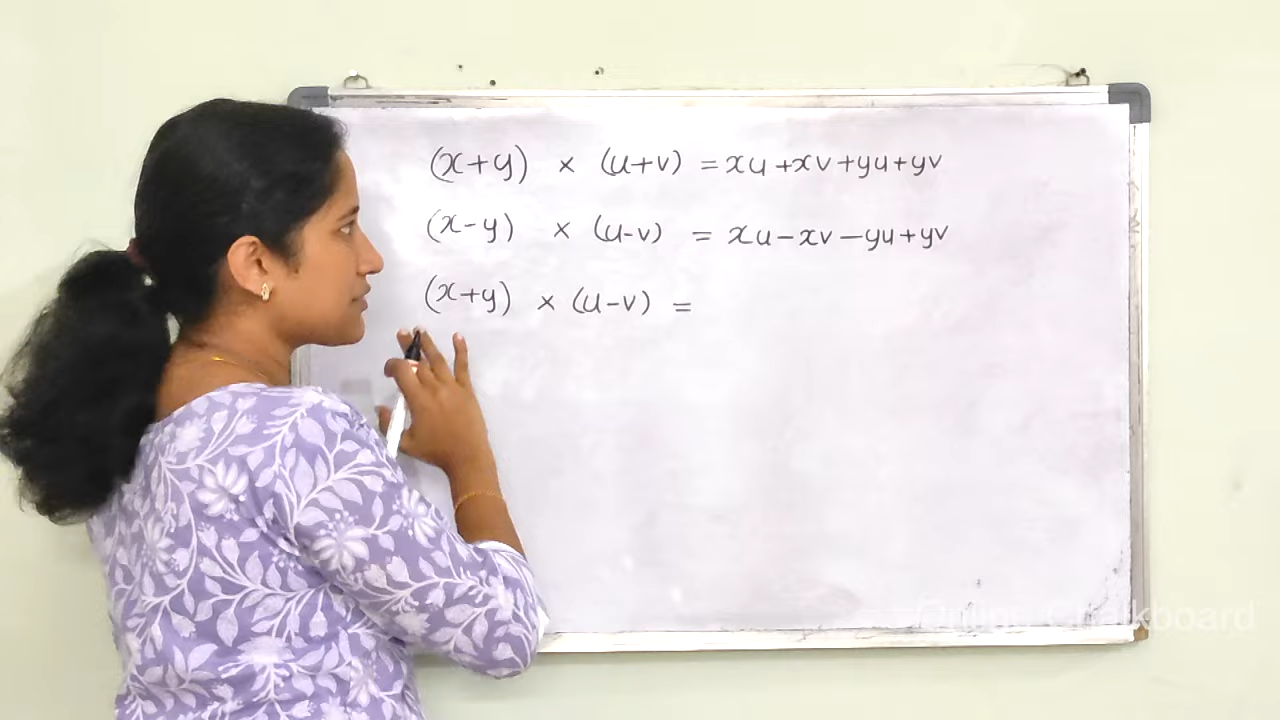 (x+y) × (u+v) = xu+xv+yu+yv
(x-y) × (u-v) = xu-xv-yu+yv
(x+y) × (u-v) =
Online Chalkboard